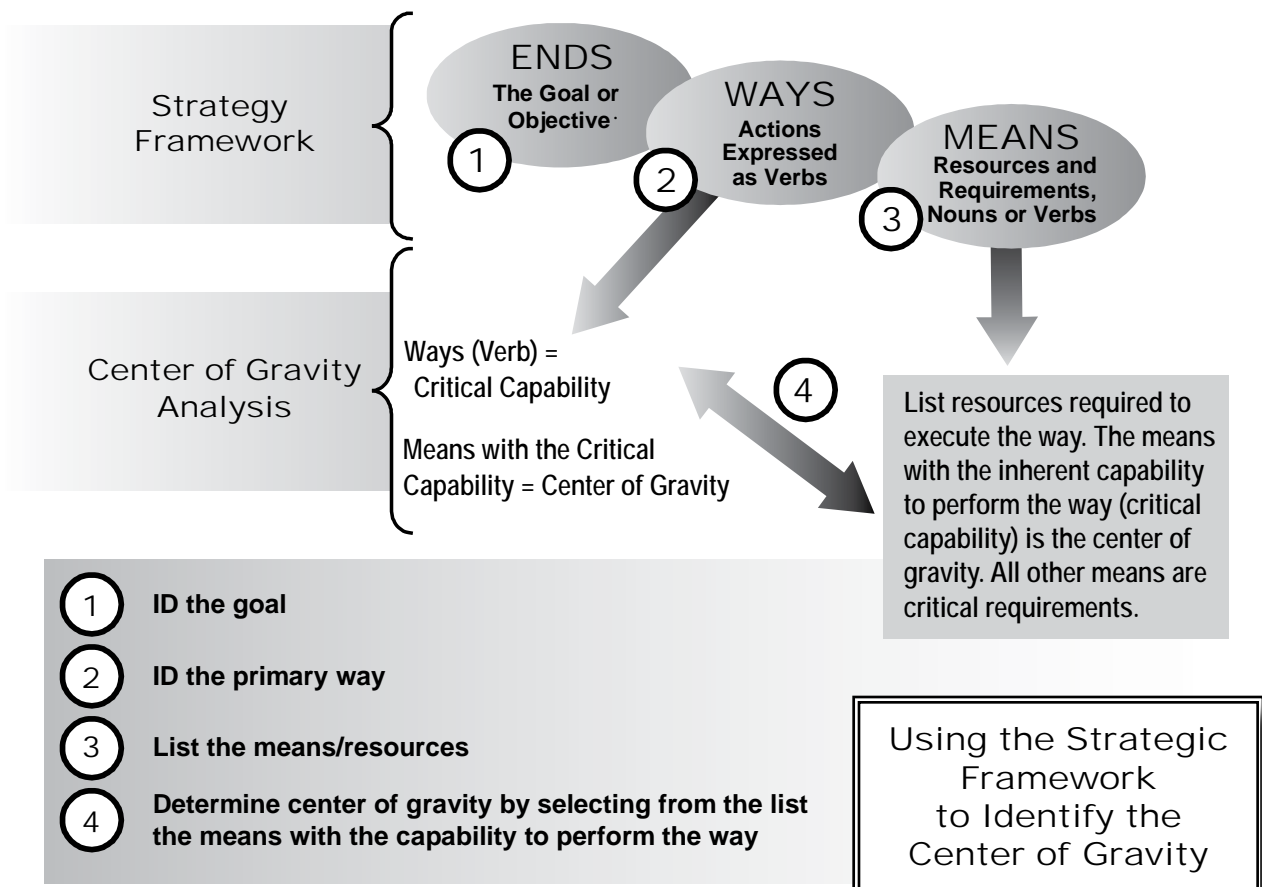 Strategy
Framework
ENDS
The Goal or
Objective
1
WAYS
Actions
Expressed
as Verbs
2
MEANS
Resources and
Requirements,
Nouns or Verbs
3
Center of Gravity
Analysis
Ways (Verb) =
Critical Capability
Means with the Critical
Capability = Center of Gravity
4
List resources required to
execute the way. The means
with the inherent capability
to perform the way (critical
capability) is the center of
gravity. All other means are
critical requirements.
1 ID the goal
2 ID the primary way
3 List the means/resources
4 Determine center of gravity by selecting from the list
the means with the capability to perform the way
Using the Strategic
Framework
to Identify the
Center of Gravity